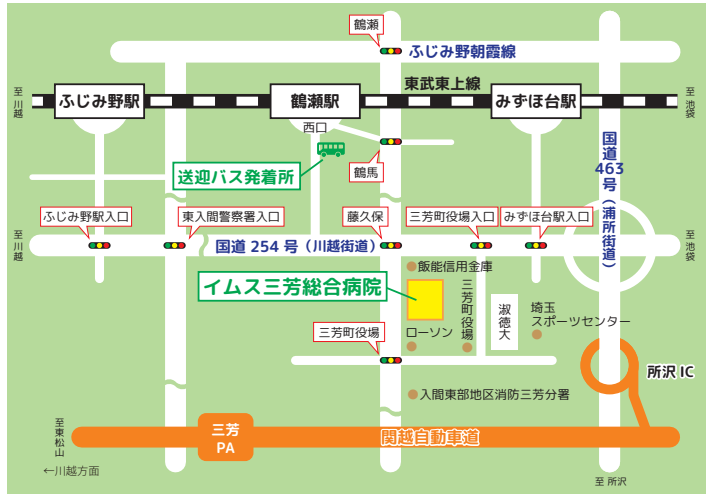 鶴瀬
ふじみ野朝霞線
東武東上線
至川越
ふじみ野駅
鶴瀬駅
みずほ台駅
至池袋
西口
送迎バス発着所
鶴馬
国道463号（浦所街道）
ふじみ野駅入口
東入間警察署入口
藤久保
三芳町役場入口
みずほ台駅入口
至川越
国道 254 号（川越街道）
至池袋
飯能信用金庫
イムス三芳総合病院
三芳町役場
淑徳大
埼玉
スポーツセンター
三芳町役場
ローソン
所沢 IC
入間東部地区消防三芳分署
至東松山
三芳
PA
関越自動車道
←川越方面
至 所沢